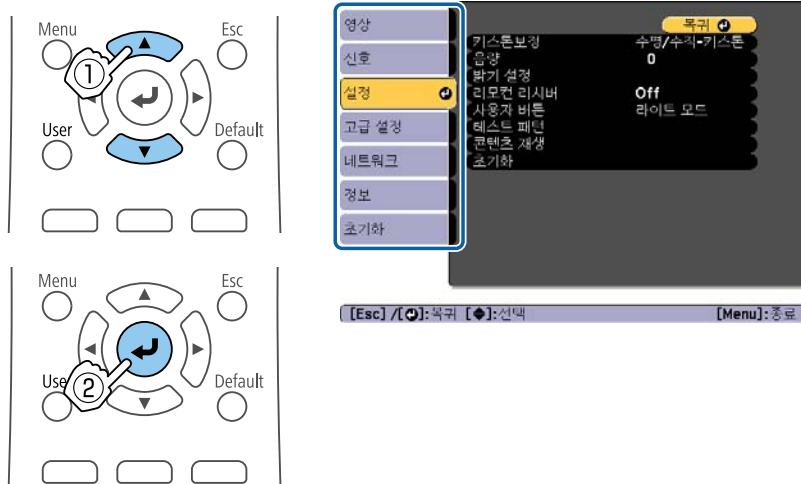 Menu
Esc
①
User
Default
Menu
Esc
User
②
Default
영상
신호
설정
고급 설정
네트워크
정보
초기화
복귀
키스톤보정 수평/수직-키스톤
음량 0
밝기 설정
리모컨 리시버 Off
사용자 버튼 라이트 모드
테스트 패턴
콘텐츠 재생
초기화
[Esc] /[]:복귀 [◆]:선택 [Menu]:종료